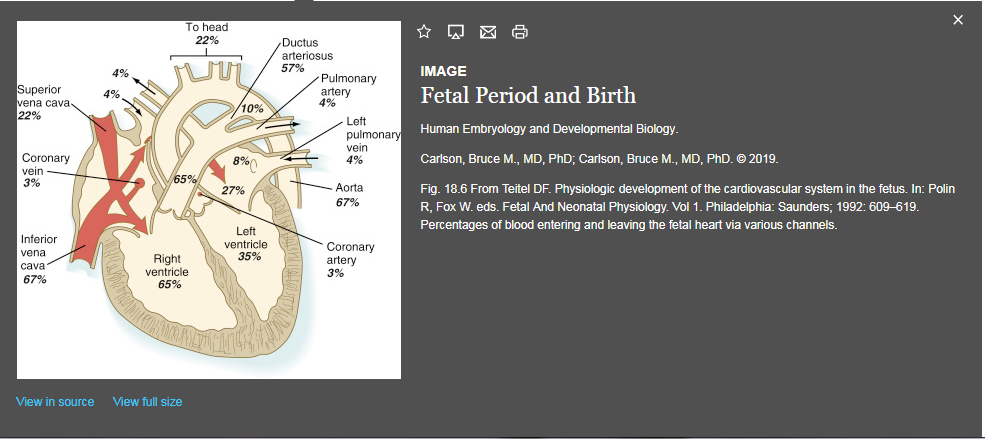 To head
22%
Ductus
arteriosus
57%
Pulmonary
artery
4%
4%
4%
Superior
vena cava
22%
10%
Left
pulmonary
vein
4%
Coronary
vein
3%
8%
65%
27%
Aorta
67%
Left
ventricle
35%
Inferior
vena
cava
67%
Right
ventricle
65%
Coronary
artery
3%
View in source
View full size
×
IMAGE
Fetal Period and Birth
Human Embryology and Developmental Biology.
Carlson, Bruce M., MD, PhD; Carlson, Bruce M., MD, PhD. © 2019.
Fig. 18.6 From Teitel DF. Physiologic development of the cardiovascular system in the fetus. In: Polin
R, Fox W. eds. Fetal And Neonatal Physiology. Vol 1. Philadelphia: Saunders; 1992: 609–619.
Percentages of blood entering and leaving the fetal heart via various channels.